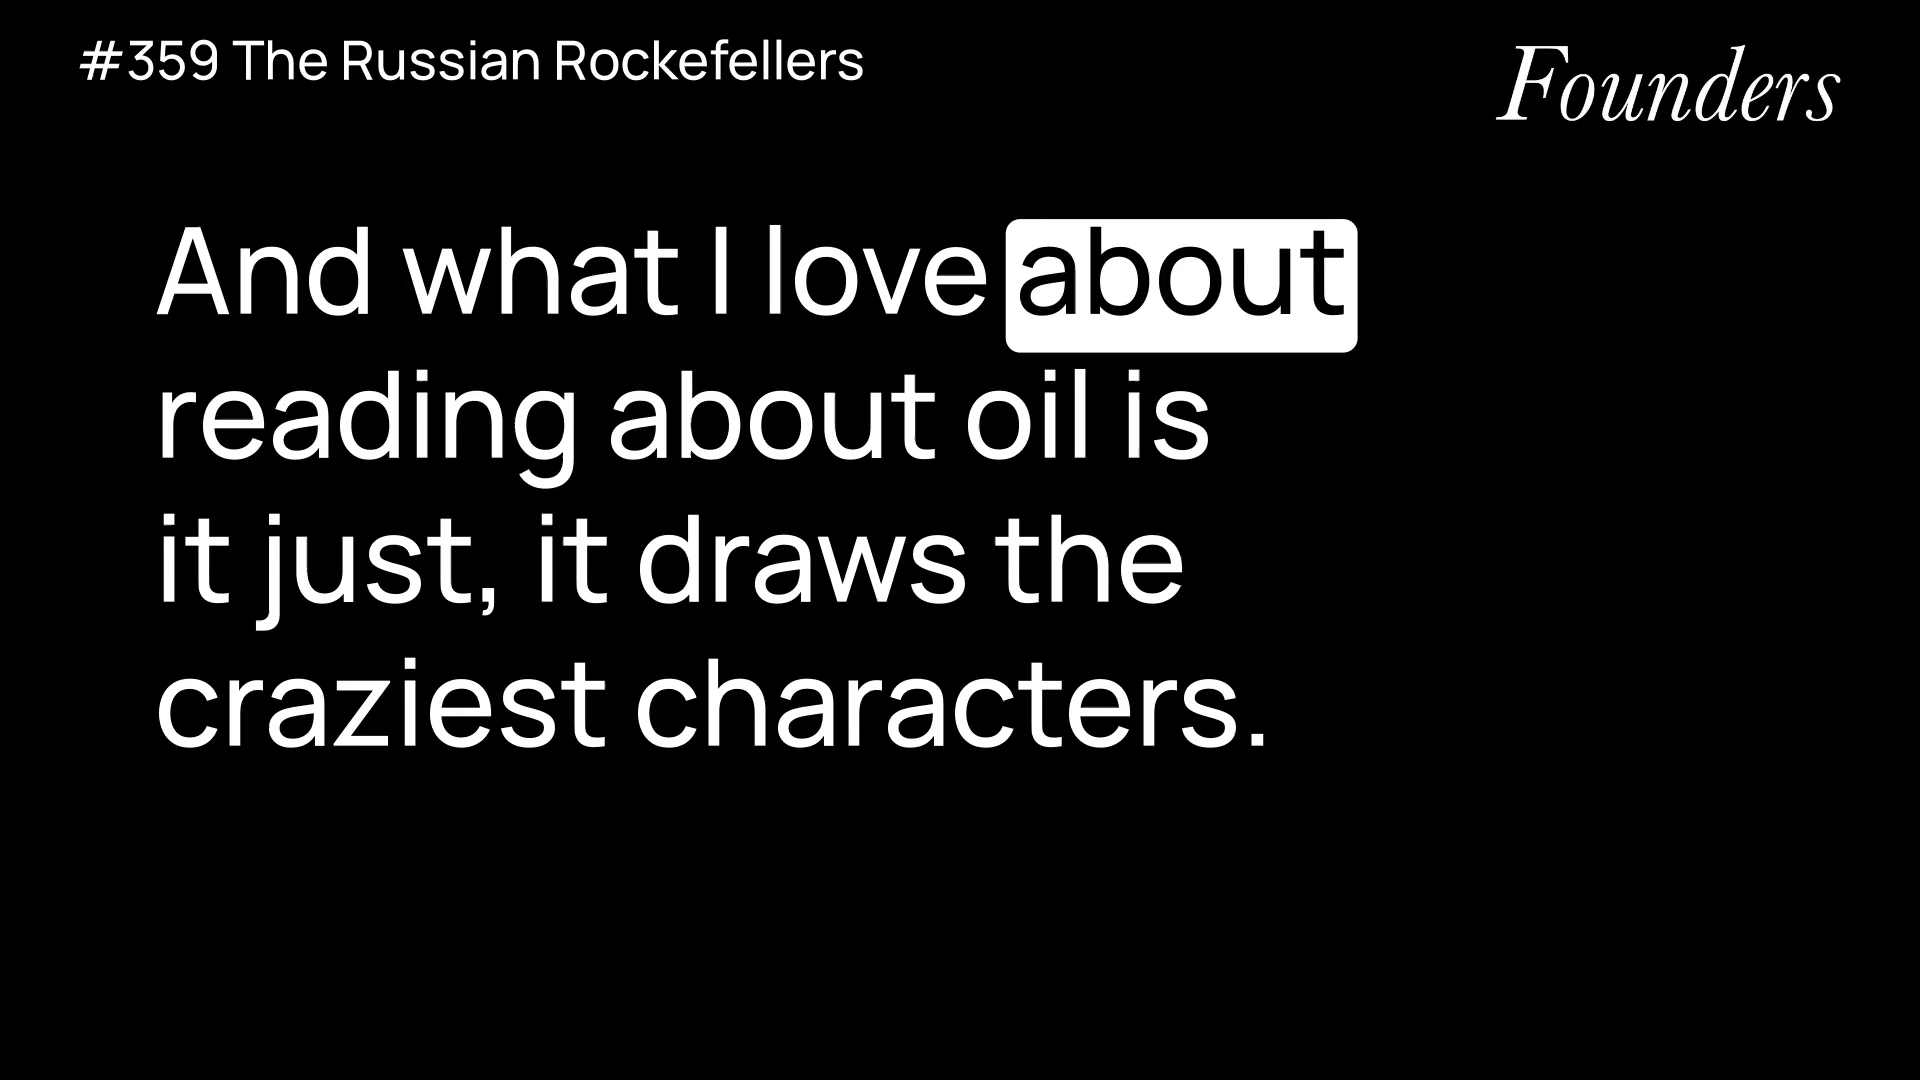 #359 The Russian Rockefellers
Founders
And what I love about
reading about oil is
it just, it draws the
craziest characters.